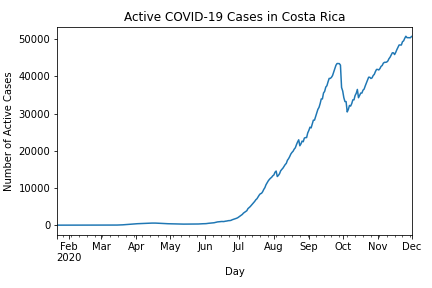 Active COVID-19 Cases in Costa Rica
Number of Active Cases
50000
40000
30000
20000
10000
0
Feb Mar Apr May Jun Jul Aug Sep Oct Nov Dec
2020
Day